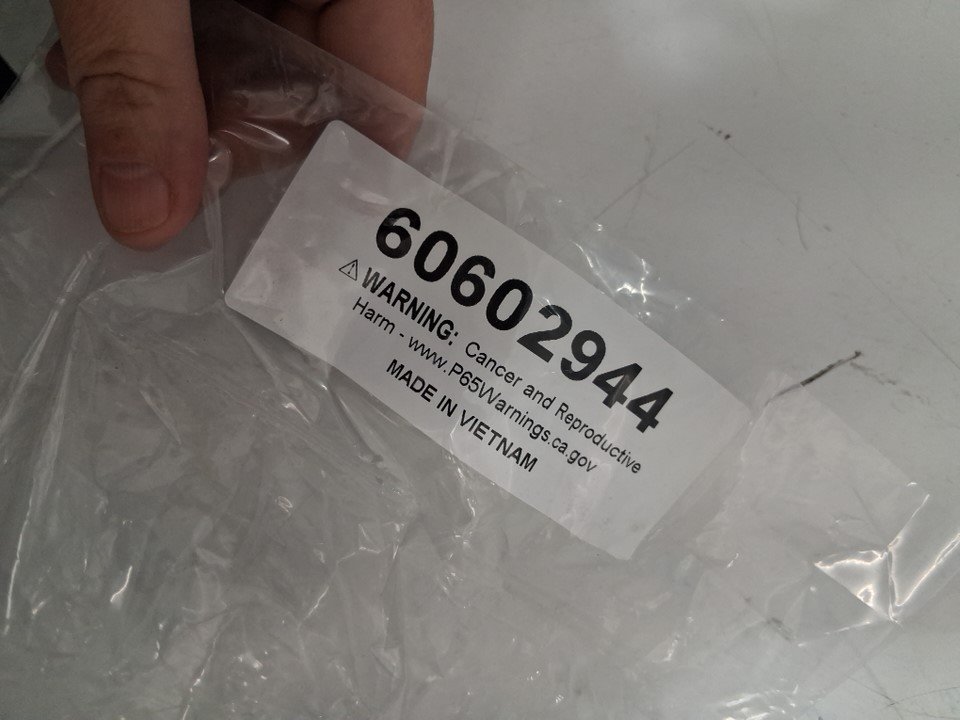 60602944
⚠ WARNING: Cancer and Reproductive
Harm - www.P65Warnings.ca.gov
MADE IN VIETNAM